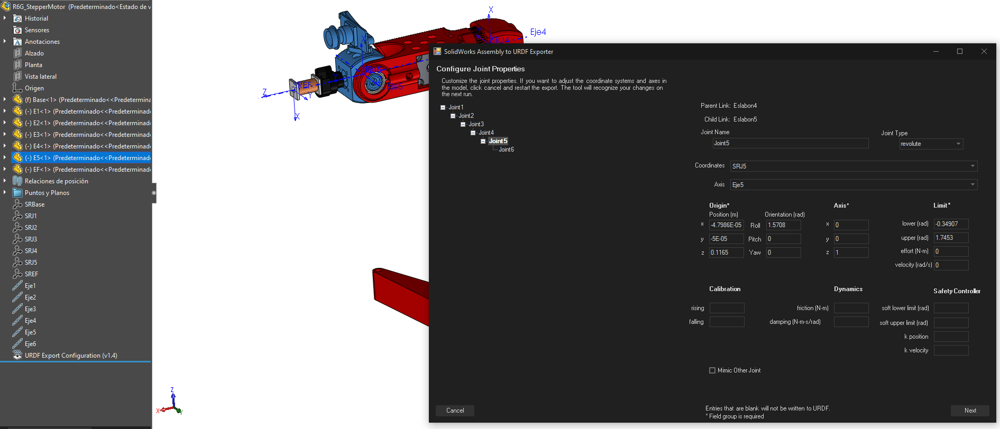 R6G_StepperMotor (Predeterminado<Estado de v
Historial
Sensores
Anotaciones
Alzado
Planta
Vista lateral
Origen
(f) Base<1> (Predeterminado<<Predetermina
(-) E1<1> (Predeterminado<<Predeterminado
(-) E2<1> (Predeterminado<<Predeterminado
(-) E3<1> (Predeterminado<<Predeterminado
(-) E4<1> (Predeterminado<<Predeterminado
(-) E5<1> (Predeterminado<<Predeterminado
(-) EF<1> (Predeterminado<<Predeterminad
Relaciones de posición
Puntos y Planos
SRBase
SRJ1
SRJ2
SRJ3
SRJ4
SRJ5
SREF
Eje1
Eje2
Eje3
Eje4
Eje5
Eje6
URDF Export Configuration (v1.4)
X
Eje4
SRJ4
X
X
SREF
Eje5
Z
Y
X
Z
X
Y
SolidWorks Assembly to URDF Exporter
Configure Joint Properties
Customize the joint properties. If you want to adjust the coordinate systems and axes in
the model, click cancel and restart the export. The tool will recognize your changes on
the next run.
Joint1
Joint2
Joint3
Joint4
Joint5
Joint6
Parent Link: Eslabon4
Child Link: Eslabon5
Joint Name
Joint Type
Joint5
revolute
Coordinates SRJ5
Axis Eje5
Origin* Axis* Limit*
Position (m) Orientation (rad)
x -4.7986E-05 Roll 1.5708 x 0 lower (rad) -0.34907
y -5E-05 Pitch 0 y 0 upper (rad) 1.7453
z 0.1165 Yaw 0 z 1 effort (N-m) 0
velocity (rad/s) 0
Calibration Dynamics Safety Controller
rising friction (N-m) soft lower limit (rad)
falling damping (N-m-s/rad) soft upper limit (rad)
k position
k velocity
Mimic Other Joint
Cancel
Entries that are blank will not be written to URDF.
* Field group is required
Next